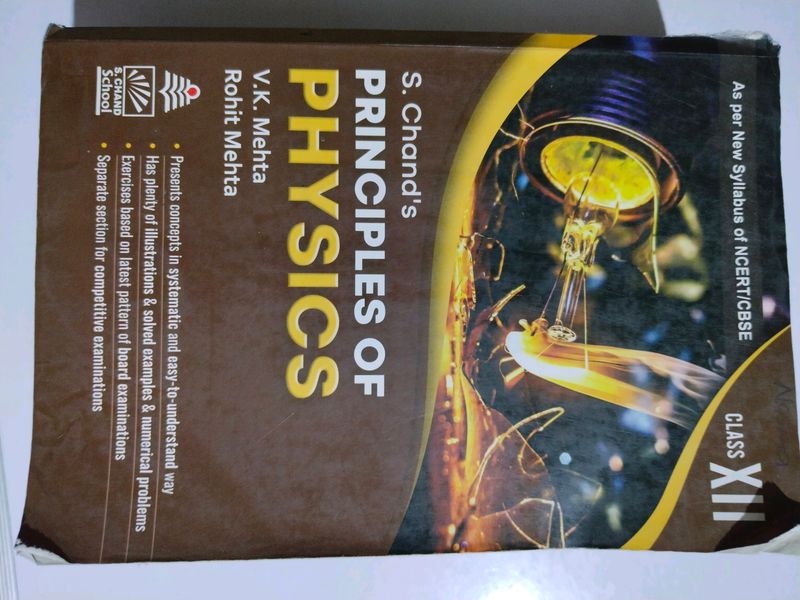 As per New Syllabus of NCERT/CBSE
CLASS XII
S. Chand's
PRINCIPLES OF
PHYSICS
V.K. Mehta
Rohit Mehta
• Presents concepts in systematic and easy-to-understand way
• Has plenty of illustrations & solved examples & numerical problems
• Exercises based on latest pattern of board examinations
• Separate section for competitive examinations
S. CHAND
School